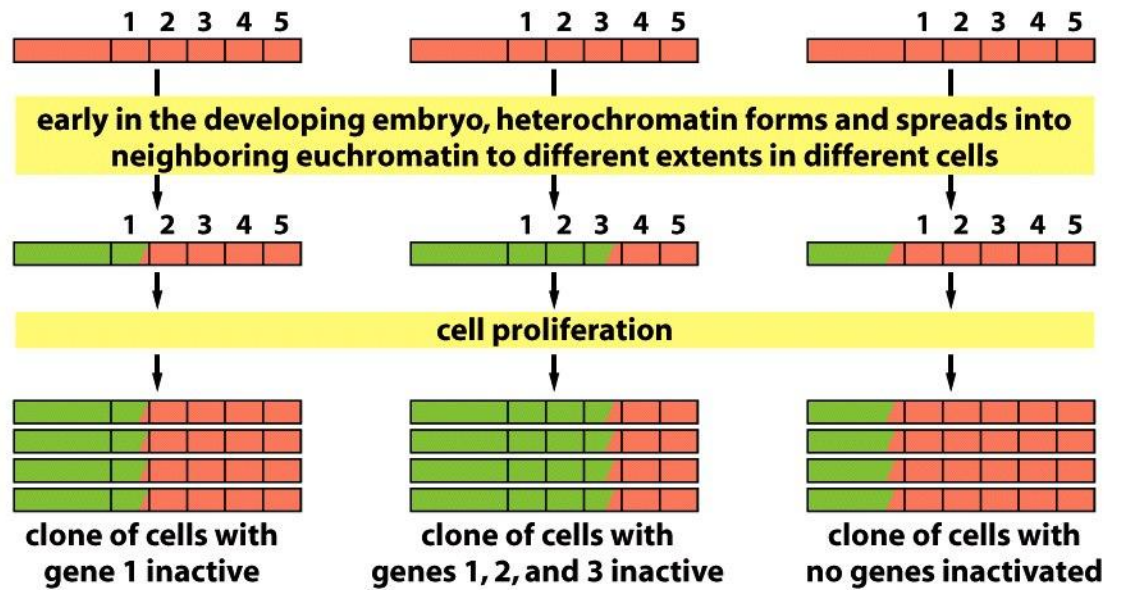 1 2 3 4 5 1 2 3 4 5 1 2 3 4 5
early in the developing embryo, heterochromatin forms and spreads into
neighboring euchromatin to different extents in different cells
1 2 3 4 5 1 2 3 4 5 1 2 3 4 5
cell proliferation
clone of cells with
gene 1 inactive
clone of cells with
genes 1, 2, and 3 inactive
clone of cells with
no genes inactivated